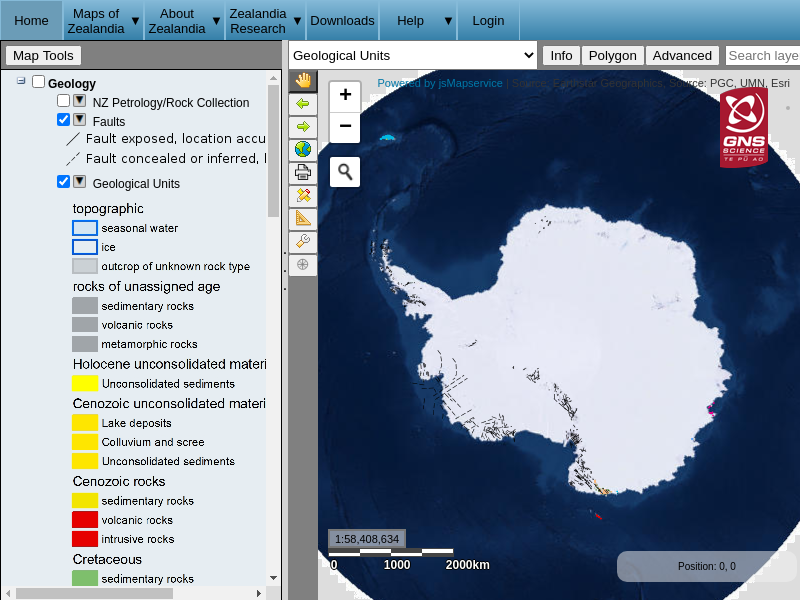 Home
Maps of Zealandia ▼
About Zealandia ▼
Zealandia Research ▼
Downloads
Help ▼
Login
Map Tools
Geological Units
Info
Polygon
Advanced
Search laye
Geology
NZ Petrology/Rock Collection
Faults
Fault exposed, location accu
Fault concealed or inferred, l
Geological Units
topographic
seasonal water
ice
outcrop of unknown rock type
rocks of unassigned age
sedimentary rocks
volcanic rocks
metamorphic rocks
Holocene unconsolidated materi
Unconsolidated sediments
Cenozoic unconsolidated materi
Lake deposits
Colluvium and scree
Unconsolidated sediments
Cenozoic rocks
sedimentary rocks
volcanic rocks
intrusive rocks
Cretaceous
sedimentary rocks
Powered by jsMapservice | Source: Earthstar Geographics, Source: PGC, UMN, Esri
+
−
GNS
SCIENCE
TE PŪ AO
1:58,408,634
0 1000 2000km
Position: 0, 0